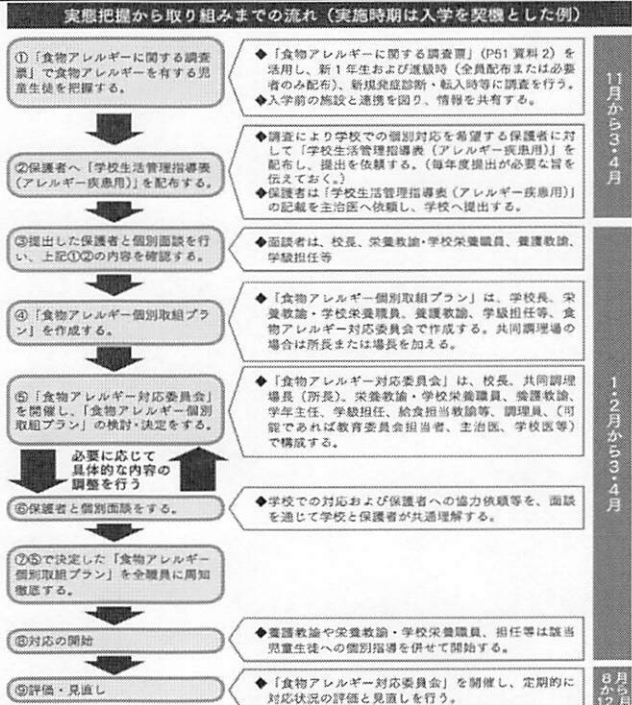 実態把握から取り組みまでの流れ（実施時期は入学を契機とした例）
①「食物アレルギーに関する調査
票」で食物アレルギーを有する児
童生徒を把握する。
◆「食物アレルギーに関する調査票」（P51 資料2）を
活用し、新1年生および進級時（全員配布または必要
者のみ配布）、新規発症診断・転入時等に調査を行う。
◆入学前の施設と連携を図り、情報を共有する。
②保護者へ「学校生活管理指導表
（アレルギー疾患用）」を配布する。
◆調査により学校での個別対応を希望する保護者に対
して「学校生活管理指導表（アレルギー疾患用）」を
配布し、提出を依頼する。（毎年度提出が必要な旨を
伝えておく。）
◆保護者は「学校生活管理指導表（アレルギー疾患用）」
の記載を主治医へ依頼し、学校へ提出する。
11月から3・4月
③提出した保護者と個別面談を行
い、上記①②の内容を確認する。
◆面談者は、校長、栄養教諭・学校栄養職員、養護教諭、
学級担任等
④「食物アレルギー個別取組プラ
ン」を作成する。
◆「食物アレルギー個別取組プラン」は、学校長、栄
養教諭・学校栄養職員、養護教諭、学級担任等、食
物アレルギー対応委員会で作成する。共同調理場の
場合は所長または場長を加える。
⑤「食物アレルギー対応委員会」
を開催し、「食物アレルギー個別
取組プラン」の検討・決定をする。
◆「食物アレルギー対応委員会」は、校長、共同調理
場長（所長）、栄養教諭・学校栄養職員、養護教諭、
学年主任、学級担任、給食担当教諭等、調理員、（可
能であれば教育委員会担当者、主治医、学校医等）
で構成する。
必要に応じて
具体的な内容の
調整を行う
⑥保護者と個別面談をする。
◆学校での対応および保護者への協力依頼等を、面談
を通じて学校と保護者が共通理解する。
⑦⑤で決定した「食物アレルギー
個別取組プラン」を全職員に周知
徹底する。
⑧対応の開始
◆養護教諭や栄養教諭・学校栄養職員、担任等は該当
児童生徒への個別指導を併せて開始する。
1・2月から3・4月
⑨評価・見直し
◆「食物アレルギー対応委員会」を開催し、定期的に
対応状況の評価と見直しを行う。
8月から12月